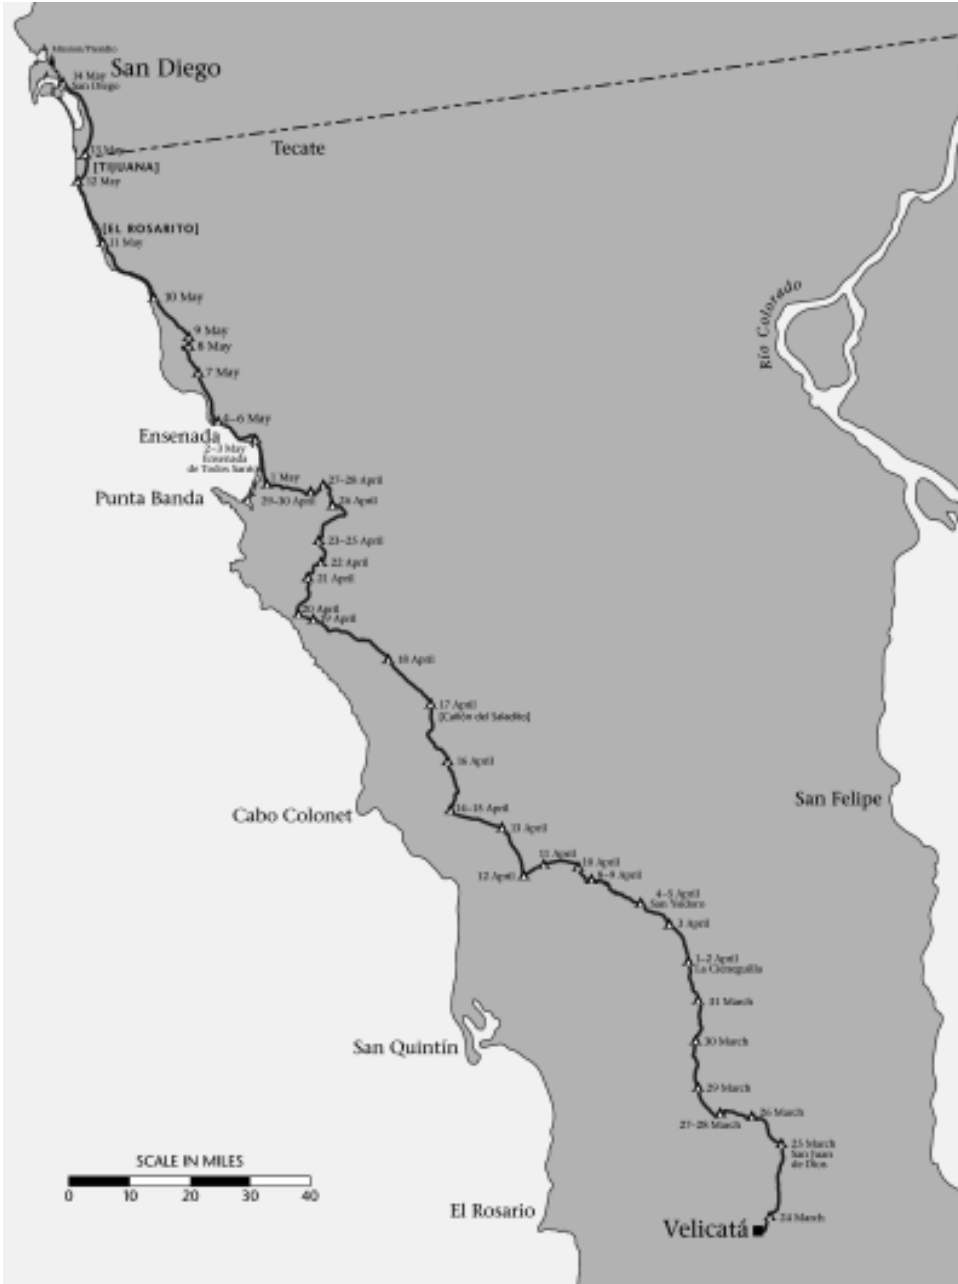 Mission/Presidio
San Diego
14 May
San Diego
Tecate
13 May
[TIJUANA]
12 May
[EL ROSARITO]
11 May
Río Colorado
10 May
9 May
8 May
7 May
4–6 May
Ensenada
2–3 May
Ensenada
de Todos Santos
1 May
27–28 April
Punta Banda
29–30 April
26 April
23–25 April
22 April
21 April
20 April
19 April
18 April
17 April
[Cañón del Saladito]
16 April
San Felipe
14–15 April
Cabo Colonet
13 April
11 April
10 April
12 April
8–9 April
4–5 April
San Ysidoro
3 April
1–2 April
La Cieneguilla
31 March
30 March
San Quintín
29 March
26 March
27–28 March
25 March
San Juan
de Dios
SCALE IN MILES
0 10 20 30 40
El Rosario
24 March
Velicatá